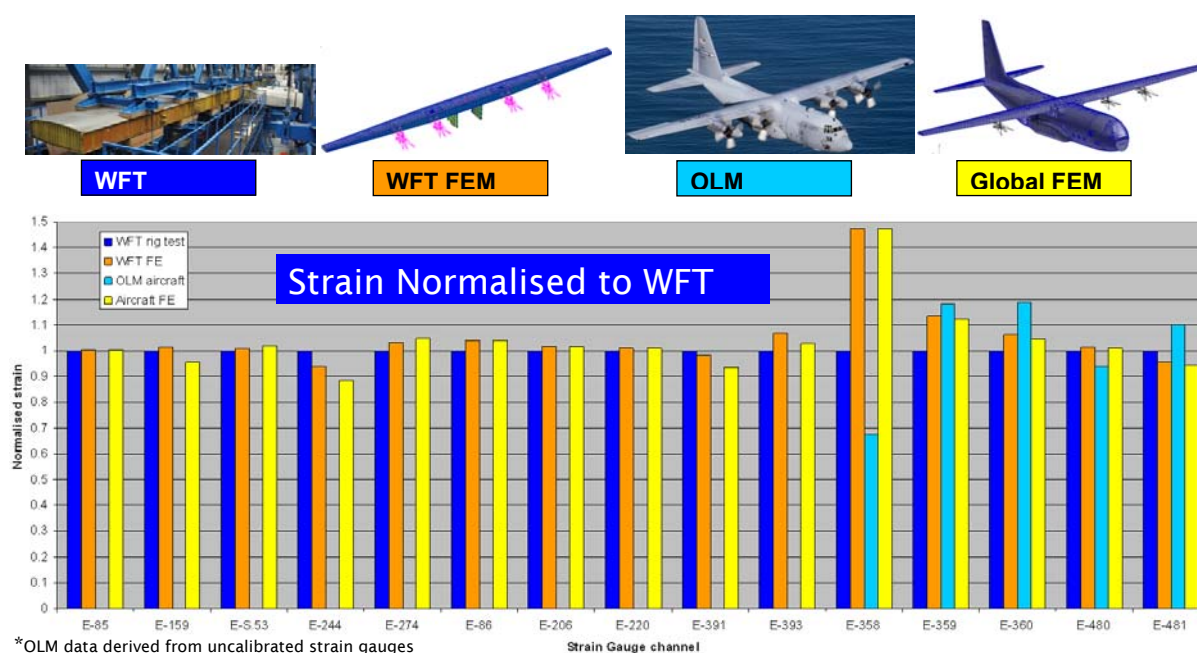 WFT
WFT FEM
OLM
Global FEM
1.5
1.4
1.3
1.2
1.1
1
0.9
0.8
0.7
0.6
0.5
0.4
0.3
0.2
0.1
0
Normalised strain
WFT rig test
WFT FE
OLM aircraft
Aircraft FE
Strain Normalised to WFT
E-85 E-159 E-S.53 E-244 E-274 E-86 E-206 E-220 E-391 E-393 E-358 E-359 E-360 E-480 E-481
Strain Gauge channel
*OLM data derived from uncalibrated strain gauges